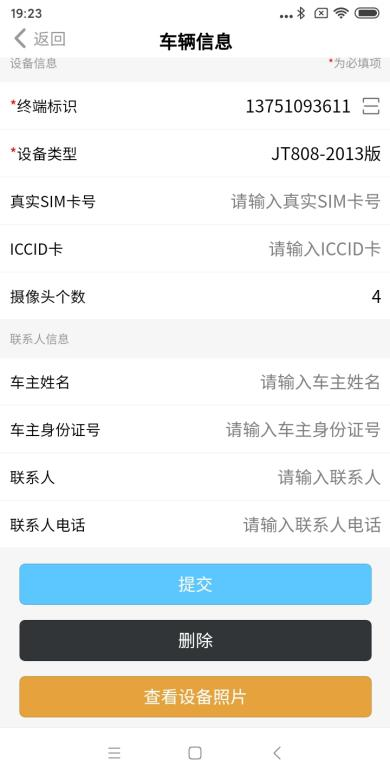 19:23
返回
车辆信息
设备信息 *为必填项
*终端标识 13751093611
*设备类型 JT808-2013版
真实SIM卡号 请输入真实SIM卡号
ICCID卡 请输入ICCID卡
摄像头个数 4
联系人信息
车主姓名 请输入车主姓名
车主身份证号 请输入车主身份证号
联系人 请输入联系人
联系人电话 请输入联系人电话
提交
删除
查看设备照片